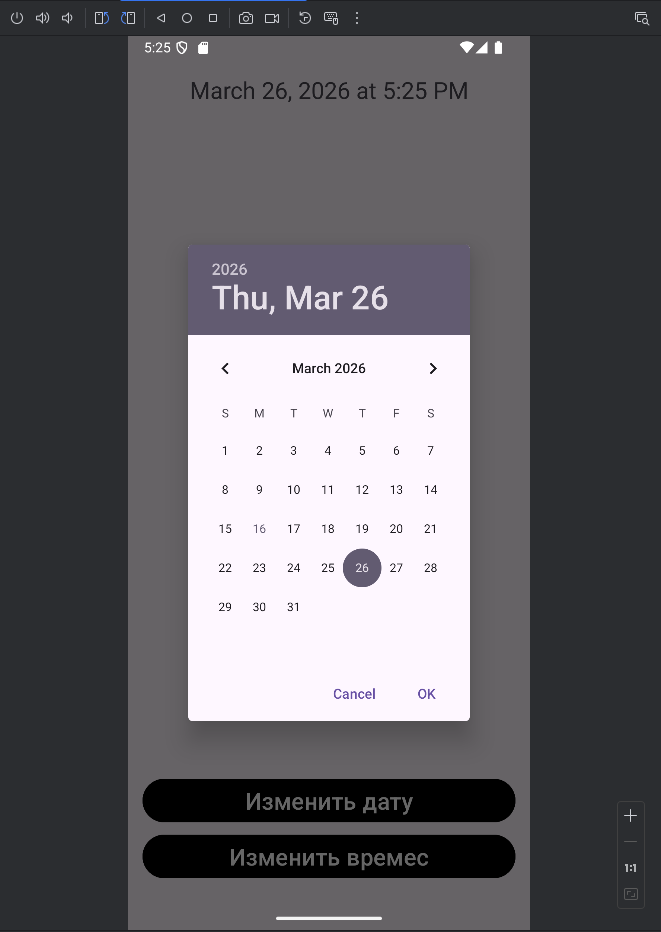 5:25
March 26, 2026 at 5:25 PM
2026
Thu, Mar 26
March 2026
S M T W T F S
1 2 3 4 5 6 7
8 9 10 11 12 13 14
15 16 17 18 19 20 21
22 23 24 25 26 27 28
29 30 31
Cancel OK
Изменить дату
Изменить времес
1:1